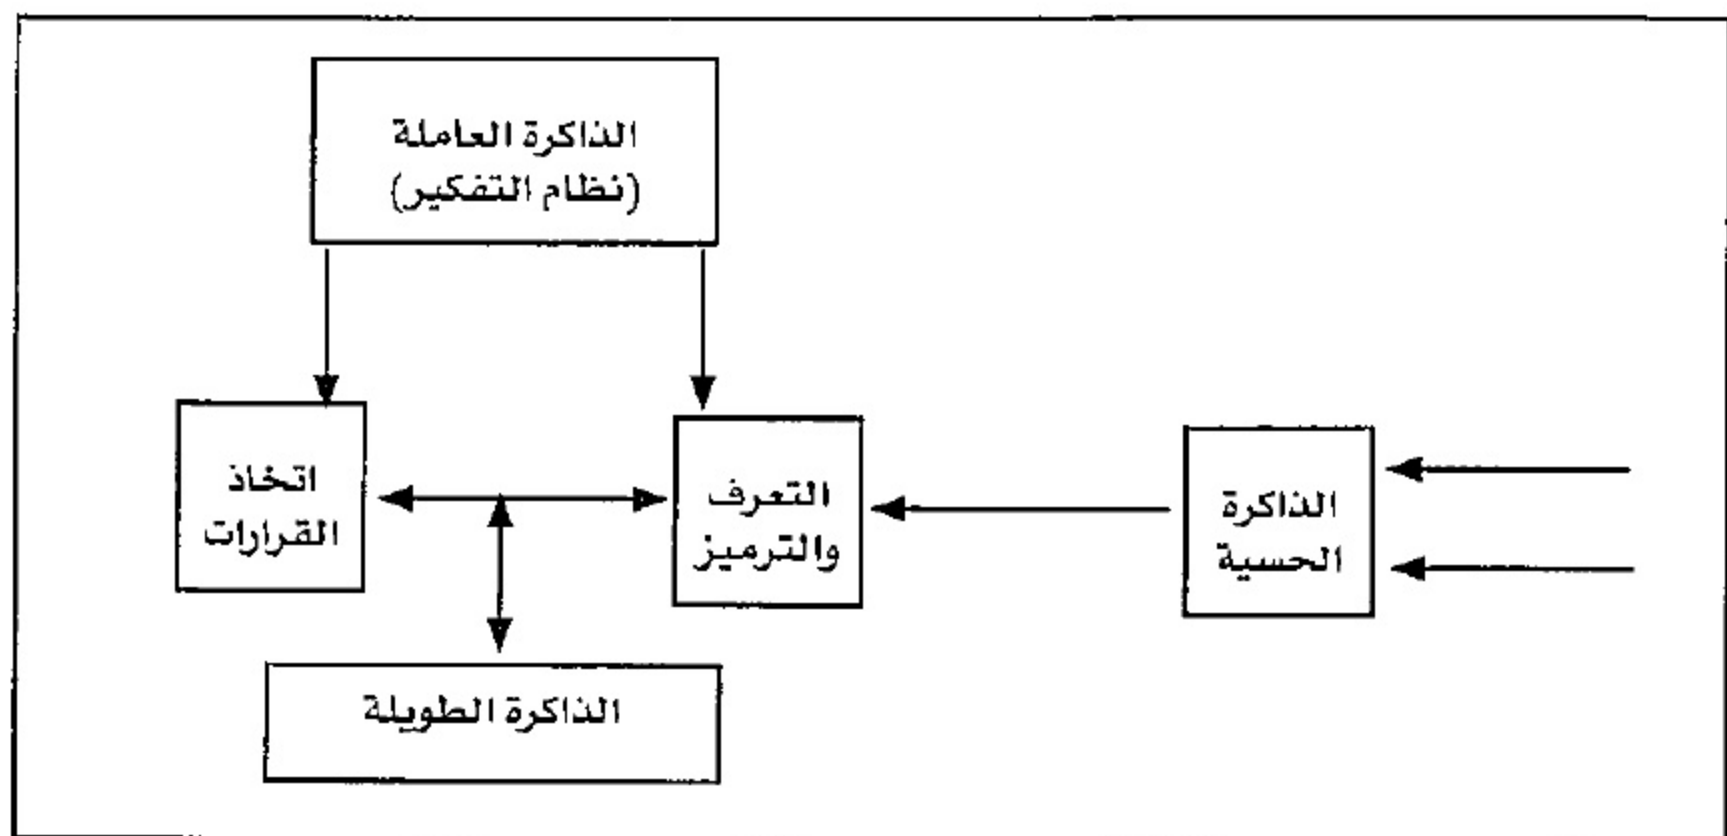 الذاكرة العاملة
(نظام التفكير)
الذاكرة
الحسية
التعرف
والترميز
اتخاذ
القرارات
الذاكرة الطويلة